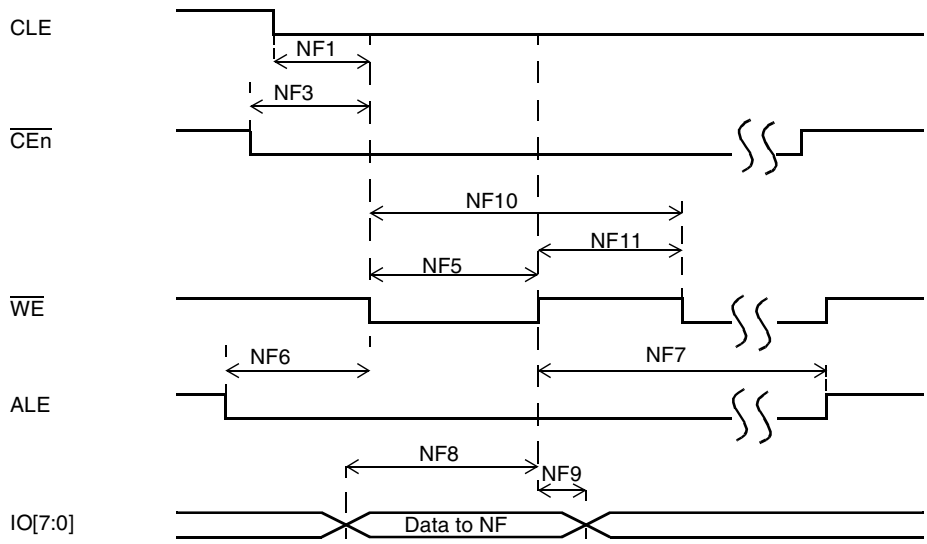 CLE
NF1
NF3
CEn
NF10
NF11
NF5
WE
NF6
NF7
ALE
NF8
NF9
IO[7:0]
Data to NF